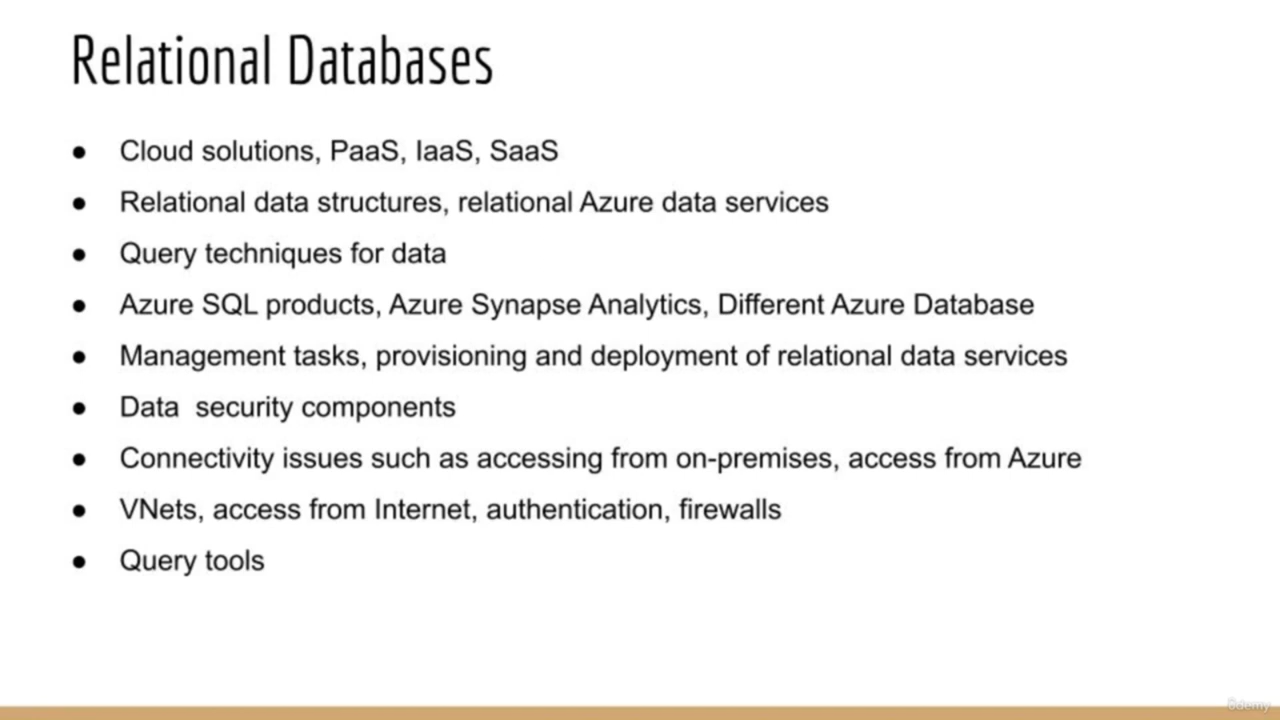 Relational Databases
● Cloud solutions, PaaS, IaaS, SaaS
● Relational data structures, relational Azure data services
● Query techniques for data
● Azure SQL products, Azure Synapse Analytics, Different Azure Database
● Management tasks, provisioning and deployment of relational data services
● Data  security components
● Connectivity issues such as accessing from on-premises, access from Azure
● VNets, access from Internet, authentication, firewalls
● Query tools
ûdemy